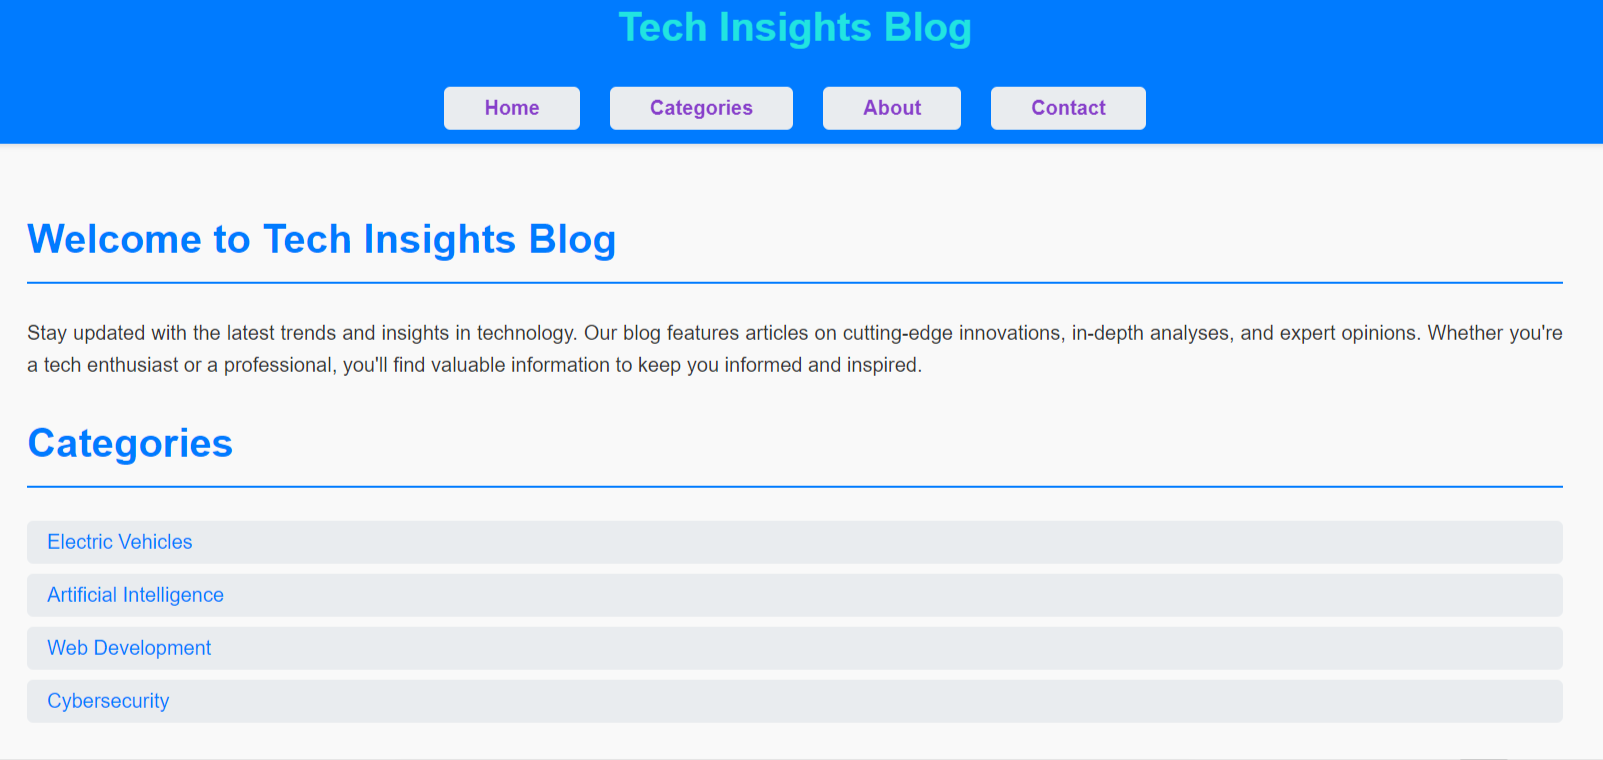 Tech Insights Blog
Home Categories About Contact
Welcome to Tech Insights Blog
Stay updated with the latest trends and insights in technology. Our blog features articles on cutting-edge innovations, in-depth analyses, and expert opinions. Whether you're
a tech enthusiast or a professional, you'll find valuable information to keep you informed and inspired.
Categories
Electric Vehicles
Artificial Intelligence
Web Development
Cybersecurity